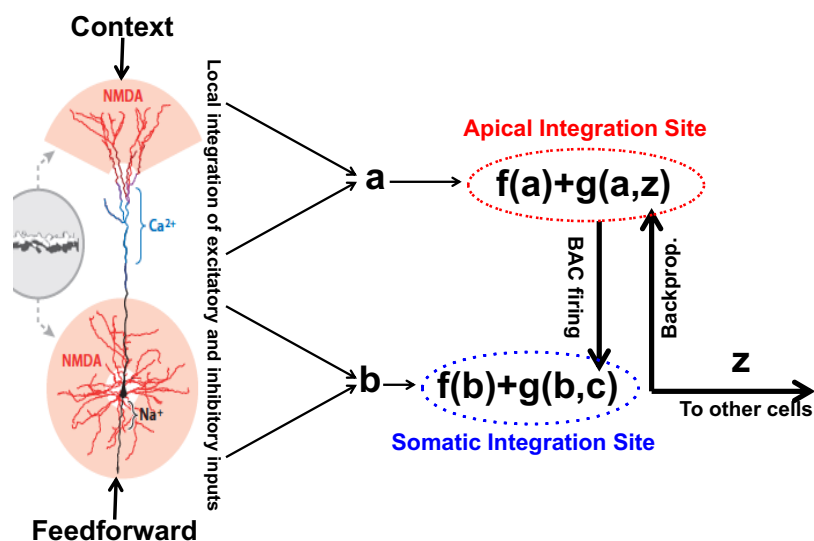 Context
NMDA
Ca²⁺
NMDA
Na⁺
Feedforward
Local integration of excitatory and inhibitory inputs
a
b
Apical Integration Site
f(a)+g(a,z)
BAC firing
Backprop.
f(b)+g(b,c)
Somatic Integration Site
z
To other cells